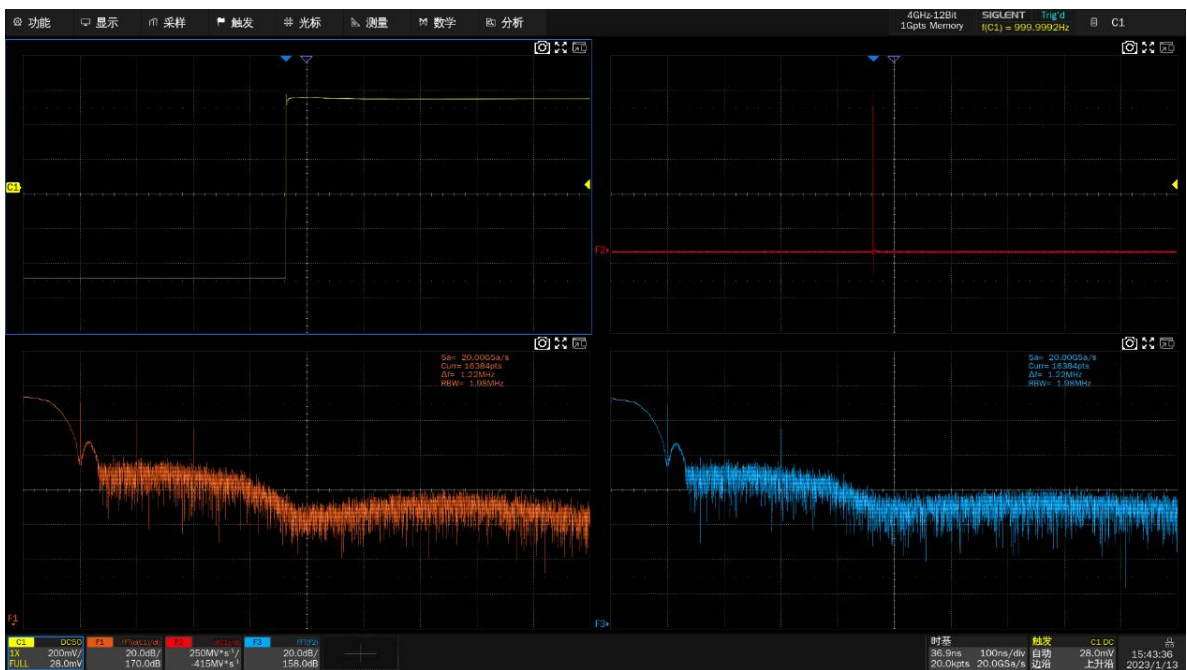 功能 显示 采样 触发 光标 测量 数学 分析
4GHz-12Bit
1Gpts Memory
SIGLENT Trig'd
f(C1) = 999.9992Hz
C1
C1
F2
Sa= 20.00GSa/s
Curr= 16384pts
Δf= 1.22MHz
RBW= 1.98MHz
Sa= 20.00GSa/s
Curr= 16384pts
Δf= 1.22MHz
RBW= 1.98MHz
F1
F3
C1 DC50
1X 200mV/
FULL 28.0mV
F1 FFT(d(C1)/dt)
20.0dB/
170.0dB
F2 d(C1)/dt
250MV*s⁻¹/
-415MV*s⁻¹
F3 FFT(F2)
20.0dB/
158.0dB
时基
36.9ns 100ns/div
20.0kpts 20.0GSa/s
触发 C1 DC
自动 28.0mV
边沿 上升沿
15:43:36
2023/1/13